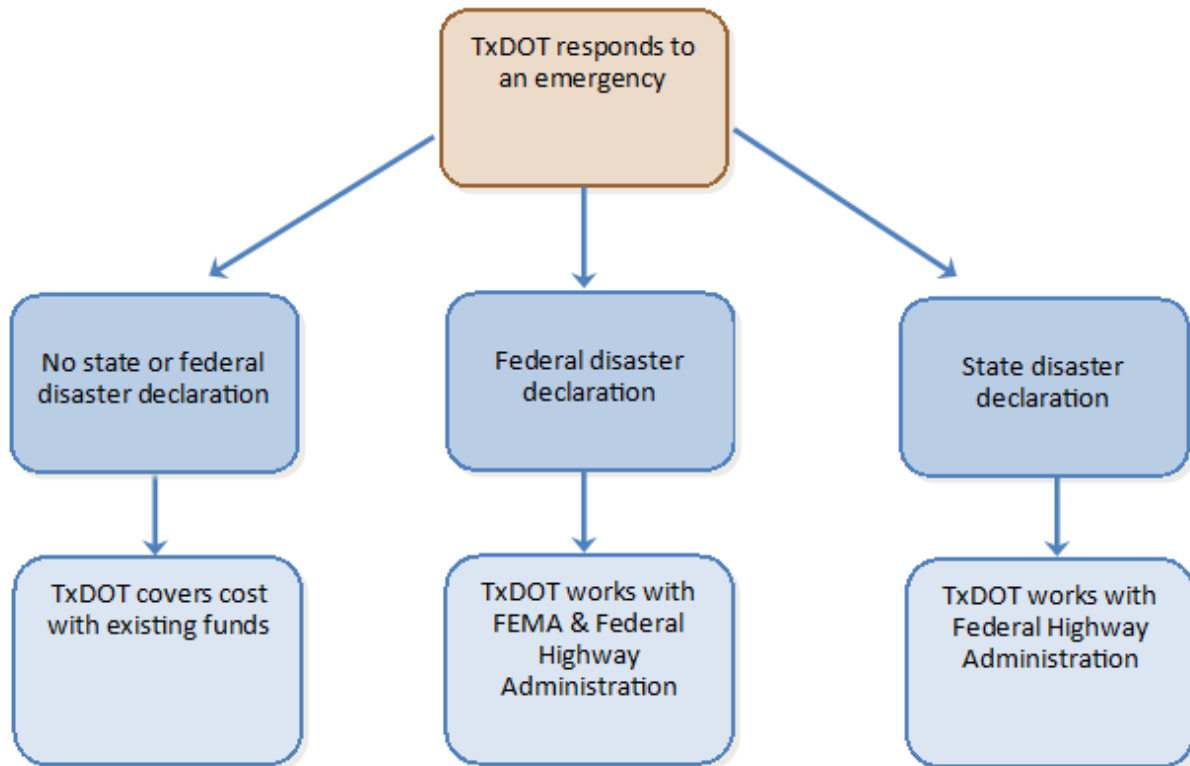 TxDOT responds to
an emergency
No state or federal
disaster declaration
Federal disaster
declaration
State disaster
declaration
TxDOT covers cost
with existing funds
TxDOT works with
FEMA & Federal
Highway
Administration
TxDOT works with
Federal Highway
Administration